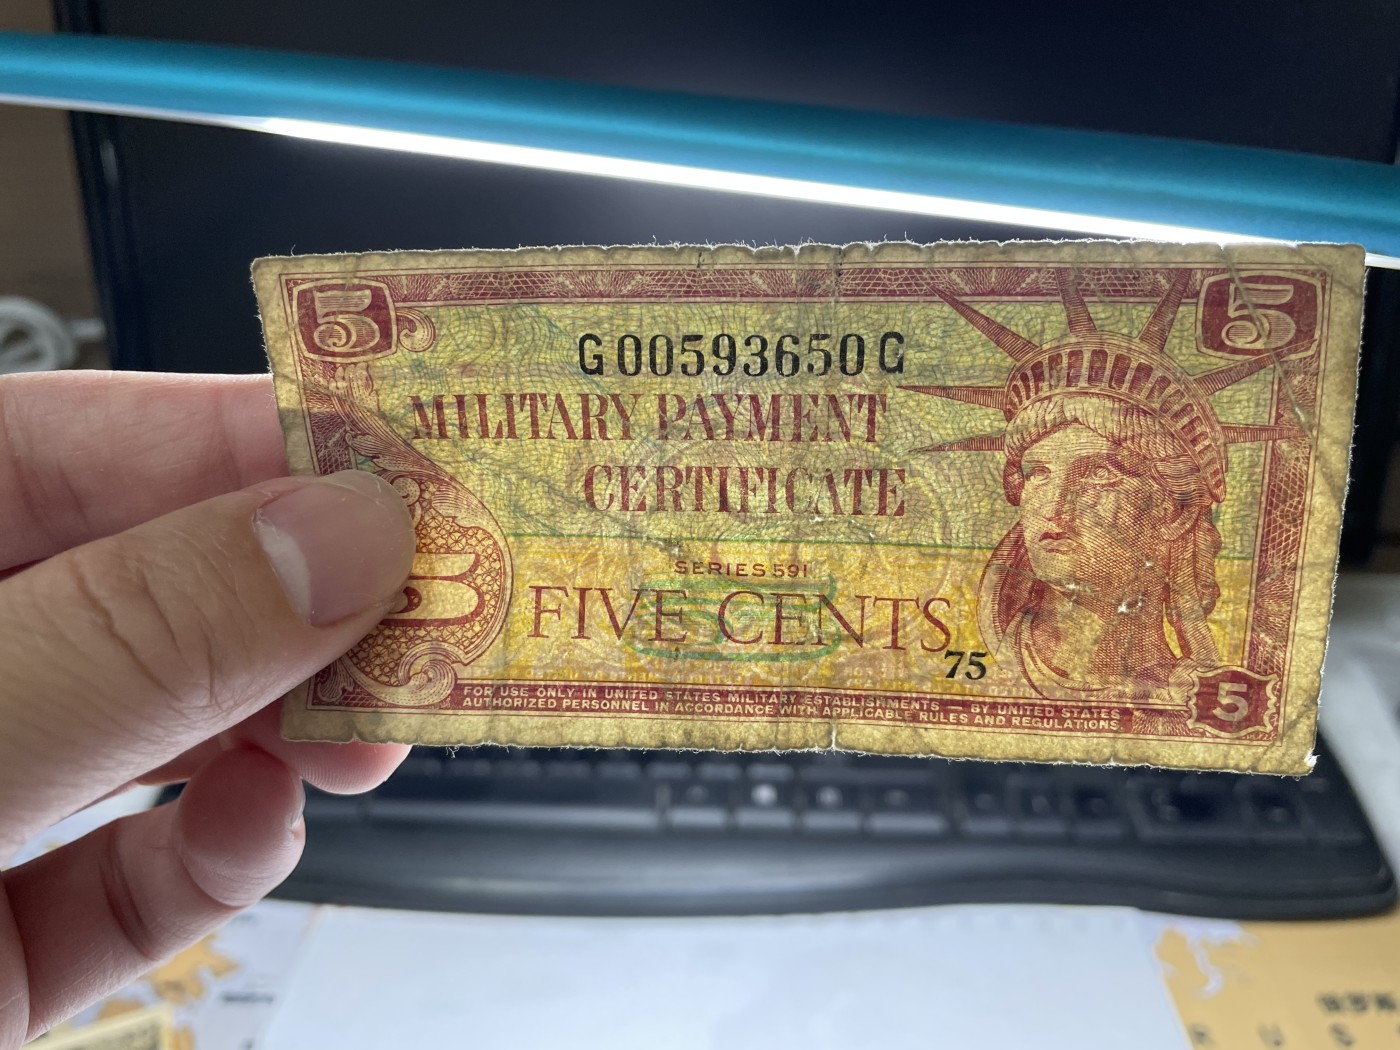 5 5
G00593650G
MILITARY PAYMENT
CERTIFICATE
SERIES 591
FIVE CENTS
75
5
FOR USE ONLY IN UNITED STATES MILITARY ESTABLISHMENTS — BY UNITED STATES
AUTHORIZED PERSONNEL IN ACCORDANCE WITH APPLICABLE RULES AND REGULATIONS.
R U S